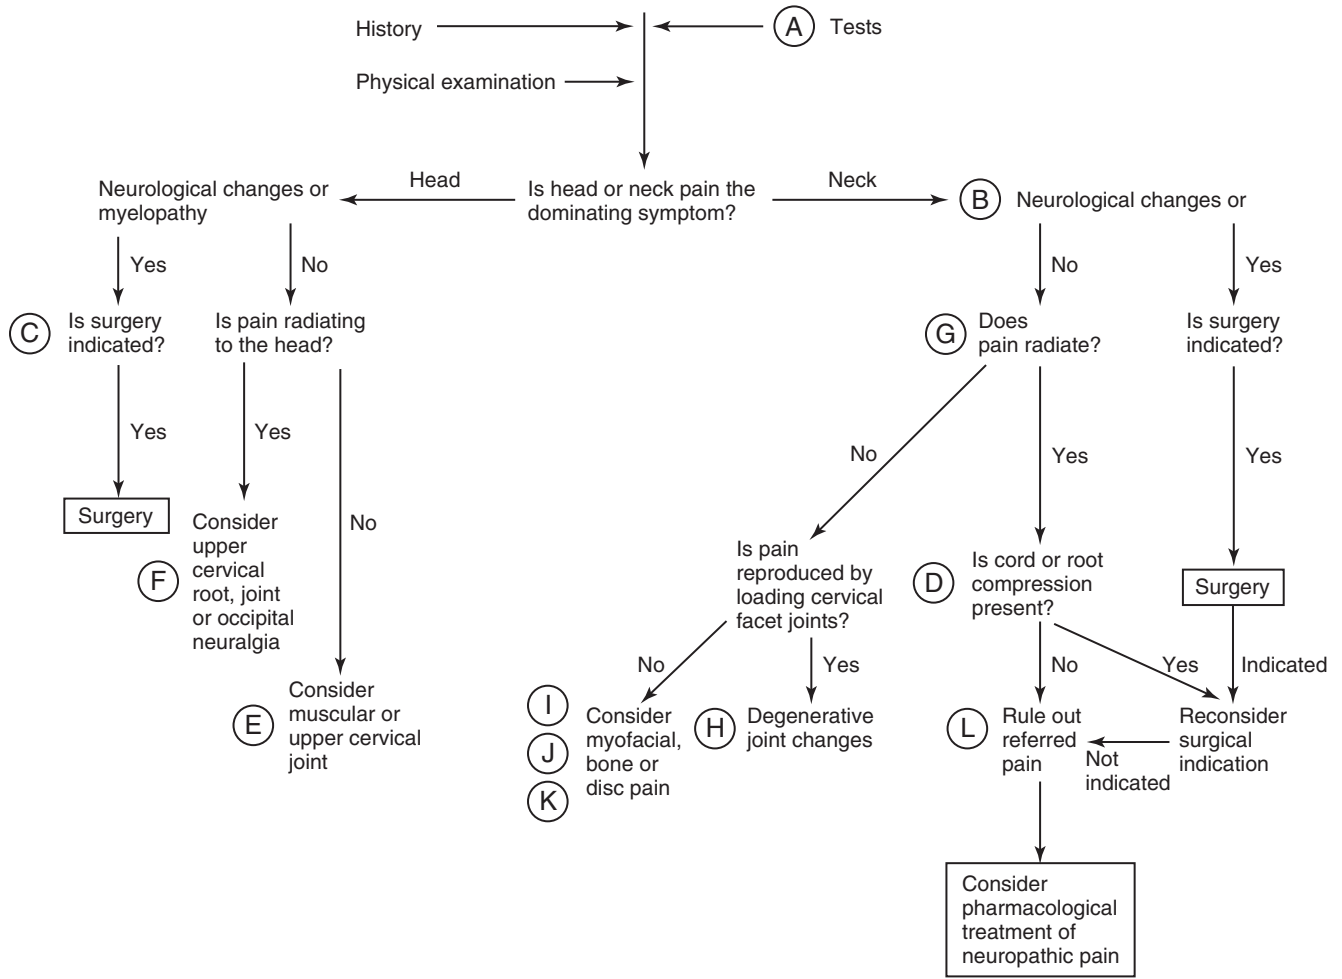 History
A Tests
Physical examination
Is head or neck pain the
dominating symptom?
Head
Neck
Neurological changes or
myelopathy
Yes
No
C
Is surgery
indicated?
Is pain radiating
to the head?
Yes
Yes
No
Surgery
F
Consider
upper
cervical
root, joint
or occipital
neuralgia
E
Consider
muscular or
upper cervical
joint
B Neurological changes or
No
Yes
G
Does
pain radiate?
Is surgery
indicated?
No
Yes
Yes
Is pain
reproduced by
loading cervical
facet joints?
D
Is cord or root
compression
present?
Surgery
No
Yes
No
Yes
Indicated
I
J
K
Consider
myofacial,
bone or
disc pain
H
Degenerative
joint changes
L
Rule out
referred
pain
Not
indicated
Reconsider
surgical
indication
Consider
pharmacological
treatment of
neuropathic pain